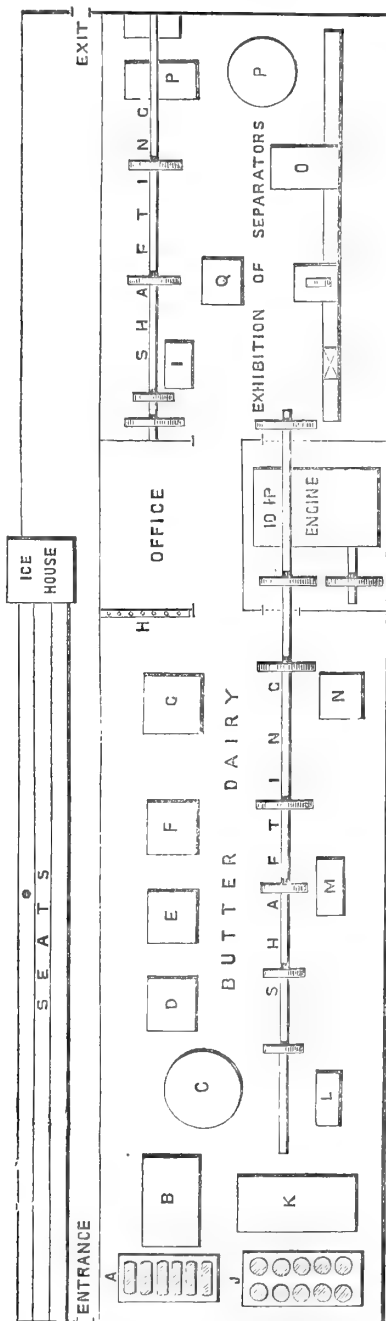 ENTRANCE
SEATS
ICE
HOUSE
EXIT
A
B
C
D
E
F
G
H
OFFICE
SHAFTING
I
P
BUTTER DAIRY
J
K
L
M
N
SHAFTING
10 HP
ENGINE
Q
EXHIBITION OF SEPARATORS
O
P